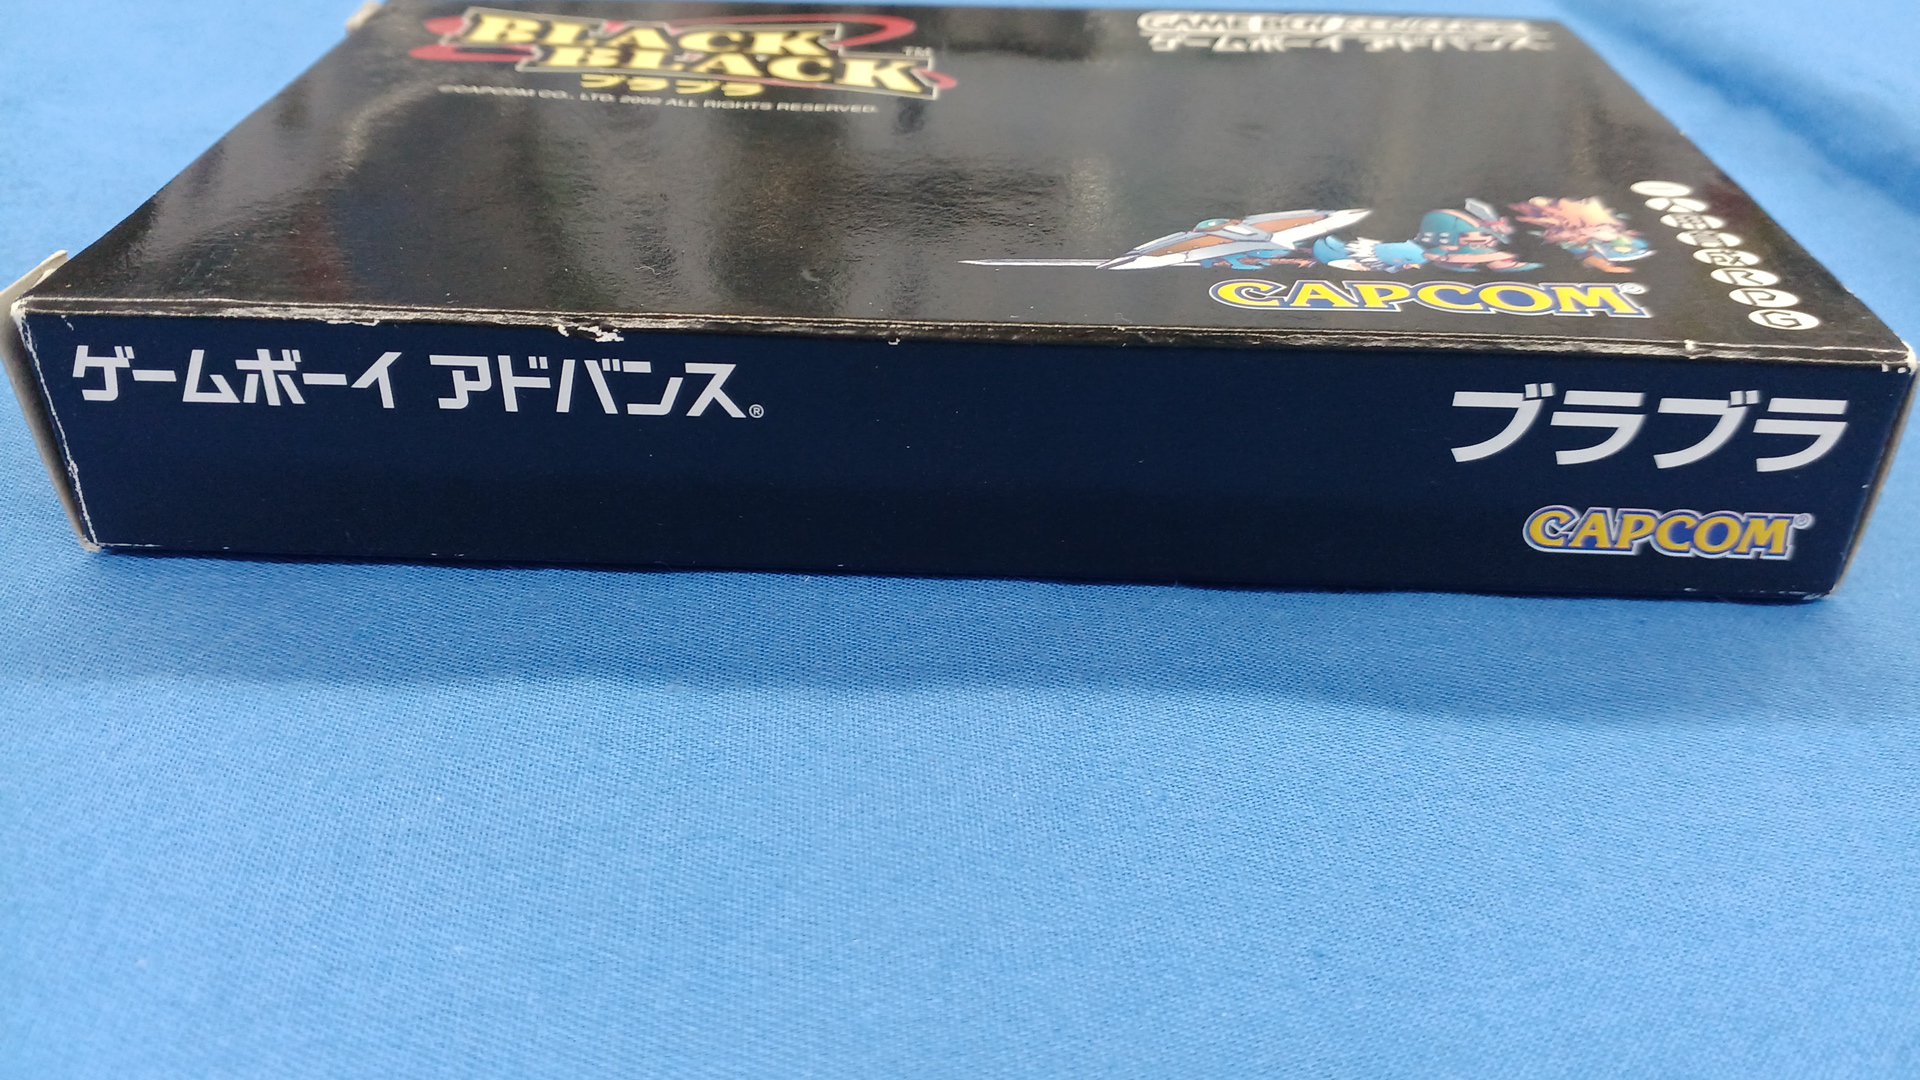 BLACK
BLACK™
ブラブラ
©CAPCOM CO., LTD. 2002 ALL RIGHTS RESERVED.
GAME BOY ADVANCE
ゲームボーイ アドバンス
CAPCOM®
ゲームボーイ アドバンス®
ブラブラ
CAPCOM®